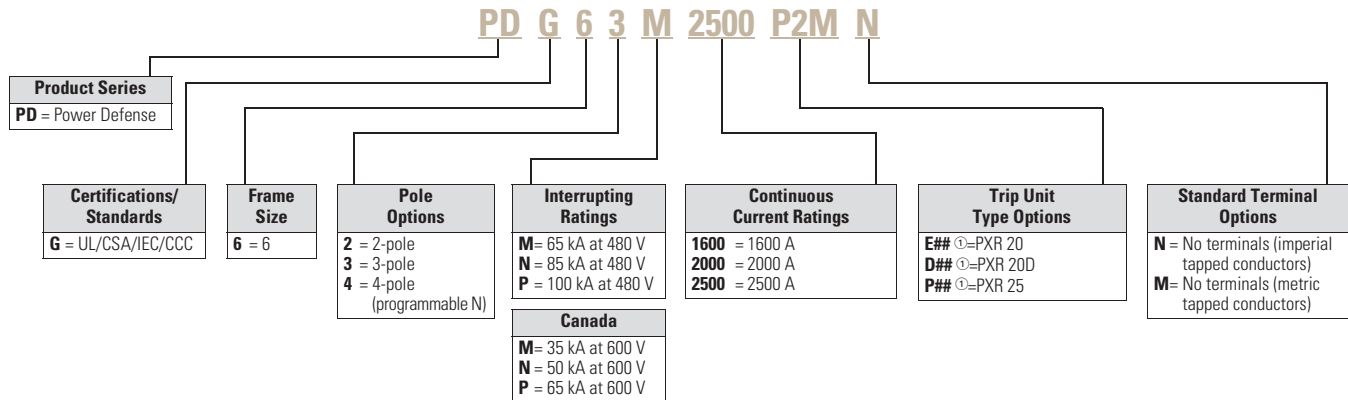 PD G 6 3 M 2500 P2M N
Product Series
PD = Power Defense
Certifications/
Standards
G = UL/CSA/IEC/CCC
Frame
Size
6 = 6
Pole
Options
2 = 2-pole
3 = 3-pole
4 = 4-pole
(programmable N)
Interrupting
Ratings
M= 65 kA at 480 V
N = 85 kA at 480 V
P = 100 kA at 480 V
Canada
M= 35 kA at 600 V
N = 50 kA at 600 V
P = 65 kA at 600 V
Continuous
Current Ratings
1600 = 1600 A
2000 = 2000 A
2500 = 2500 A
Trip Unit
Type Options
E## ①=PXR 20
D## ①=PXR 20D
P## ①=PXR 25
Standard Terminal
Options
N = No terminals (imperial
tapped conductors)
M= No terminals (metric
tapped conductors)